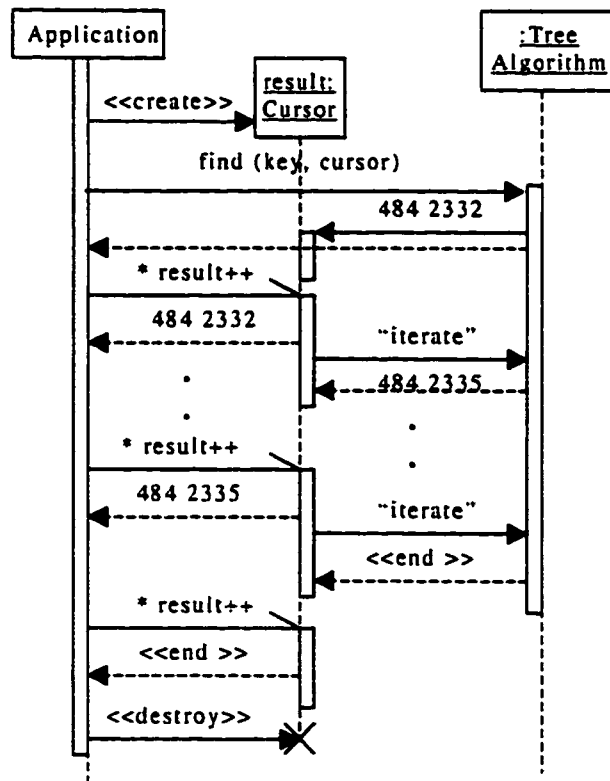 Application
:Tree
Algorithm
result:
Cursor
<<create>>
find (key, cursor)
484 2332
* result++
484 2332
"iterate"
484 2335
* result++
484 2335
"iterate"
<<end >>
* result++
<<end >>
<<destroy>>